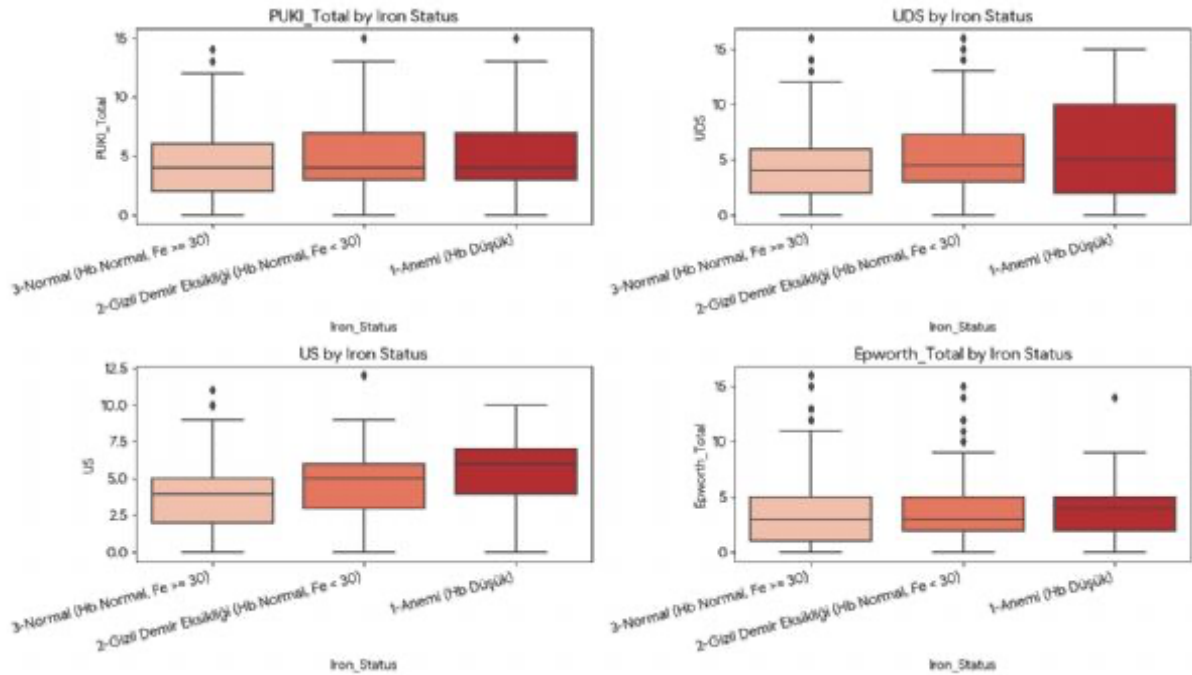 PUKI_Total by Iron Status
15
10
5
0
PUKI_Total
3-Normal (Hb Normal, Fe >= 30)
2-Gizli Demir Eksikliği (Hb Normal, Fe < 30)
1-Anemi (Hb Düşük)
Iron_Status
UDS by Iron Status
15
10
5
0
UDS
3-Normal (Hb Normal, Fe >= 30)
2-Gizli Demir Eksikliği (Hb Normal, Fe < 30)
1-Anemi (Hb Düşük)
Iron_Status
US by Iron Status
12.5
10.0
7.5
5.0
2.5
0.0
US
3-Normal (Hb Normal, Fe >= 30)
2-Gizli Demir Eksikliği (Hb Normal, Fe < 30)
1-Anemi (Hb Düşük)
Iron_Status
Epworth_Total by Iron Status
15
10
5
0
Epworth_Total
3-Normal (Hb Normal, Fe >= 30)
2-Gizli Demir Eksikliği (Hb Normal, Fe < 30)
1-Anemi (Hb Düşük)
Iron_Status